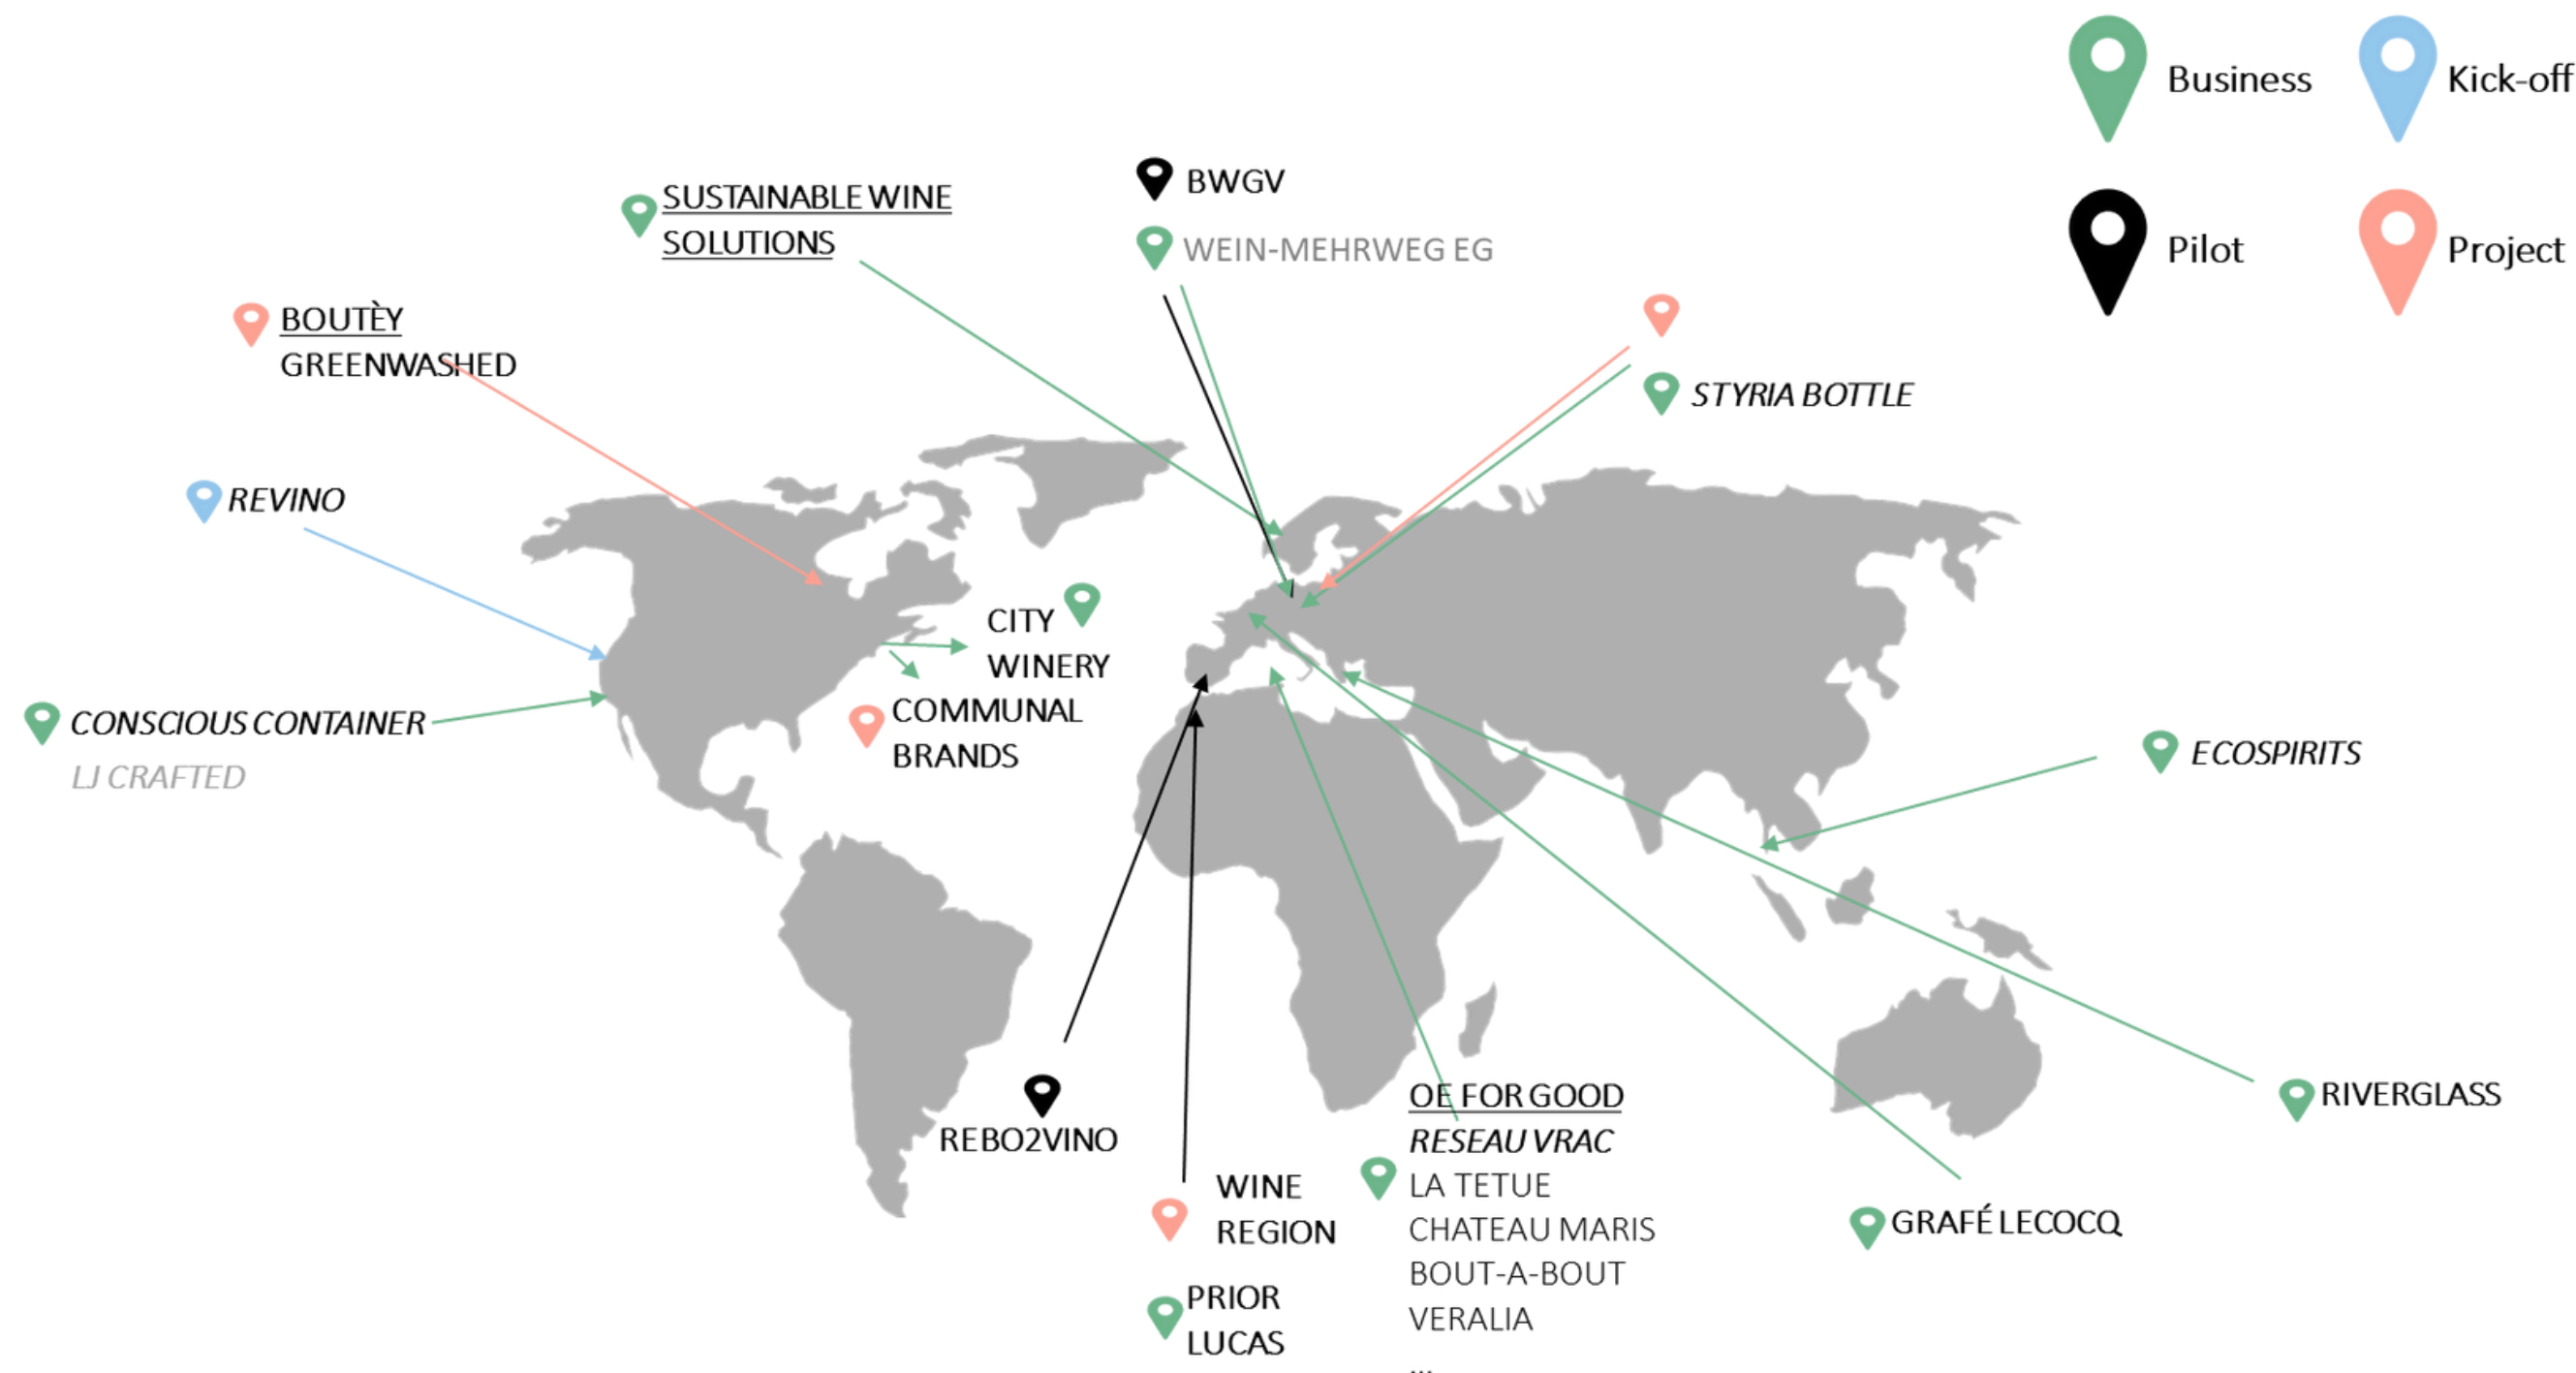 Business
Kick-off
Pilot
Project
BWGV
SUSTAINABLE WINE
SOLUTIONS
WEIN-MEHRWEG EG
BOUTÈY
GREENWASHED
STYRIA BOTTLE
REVINO
CITY
WINERY
CONSCIOUS CONTAINER
LJ CRAFTED
COMMUNAL
BRANDS
ECOSPIRITS
REBO2VINO
OE FOR GOOD
RESEAU VRAC
LA TETUE
CHATEAU MARIS
BOUT-A-BOUT
VERALIA
...
RIVERGLASS
WINE
REGION
GRAFÉ LECOCQ
PRIOR
LUCAS